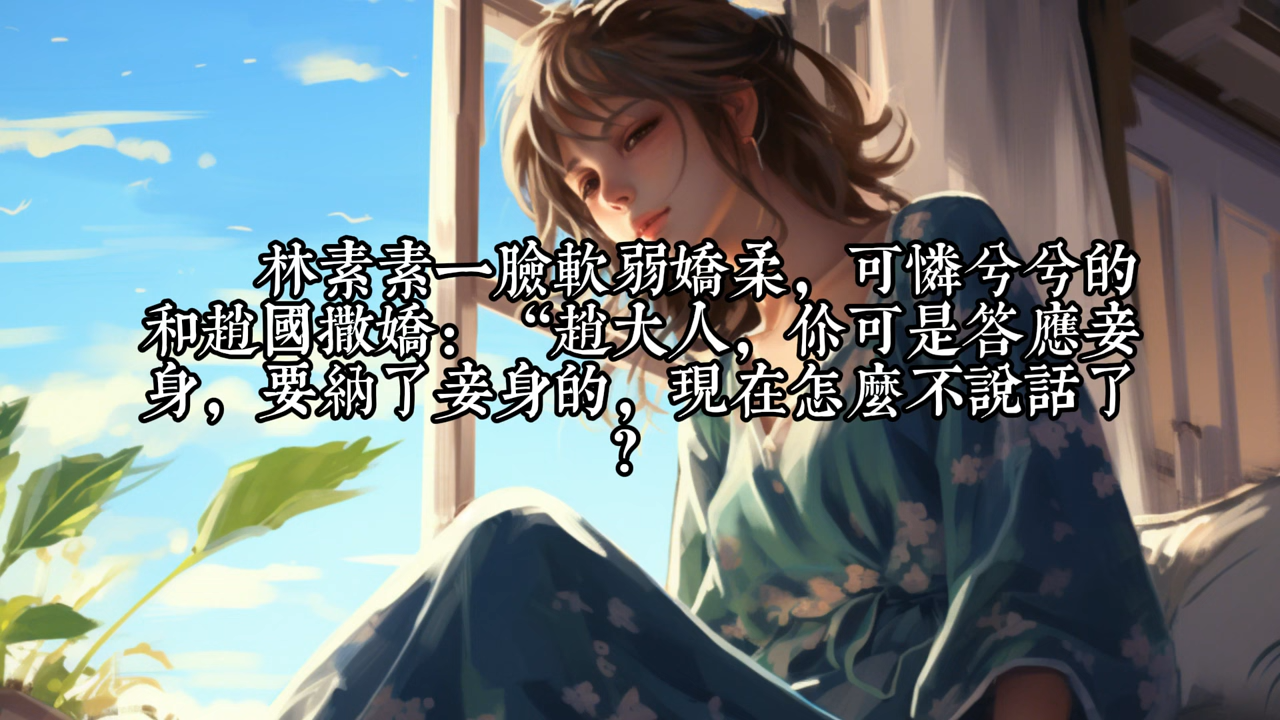 林素素一臉軟弱嬌柔，可憐兮兮的
和趙國撒嬌：“趙大人，你可是答應妾
身，要納了妾身的，現在怎麼不說話了
？